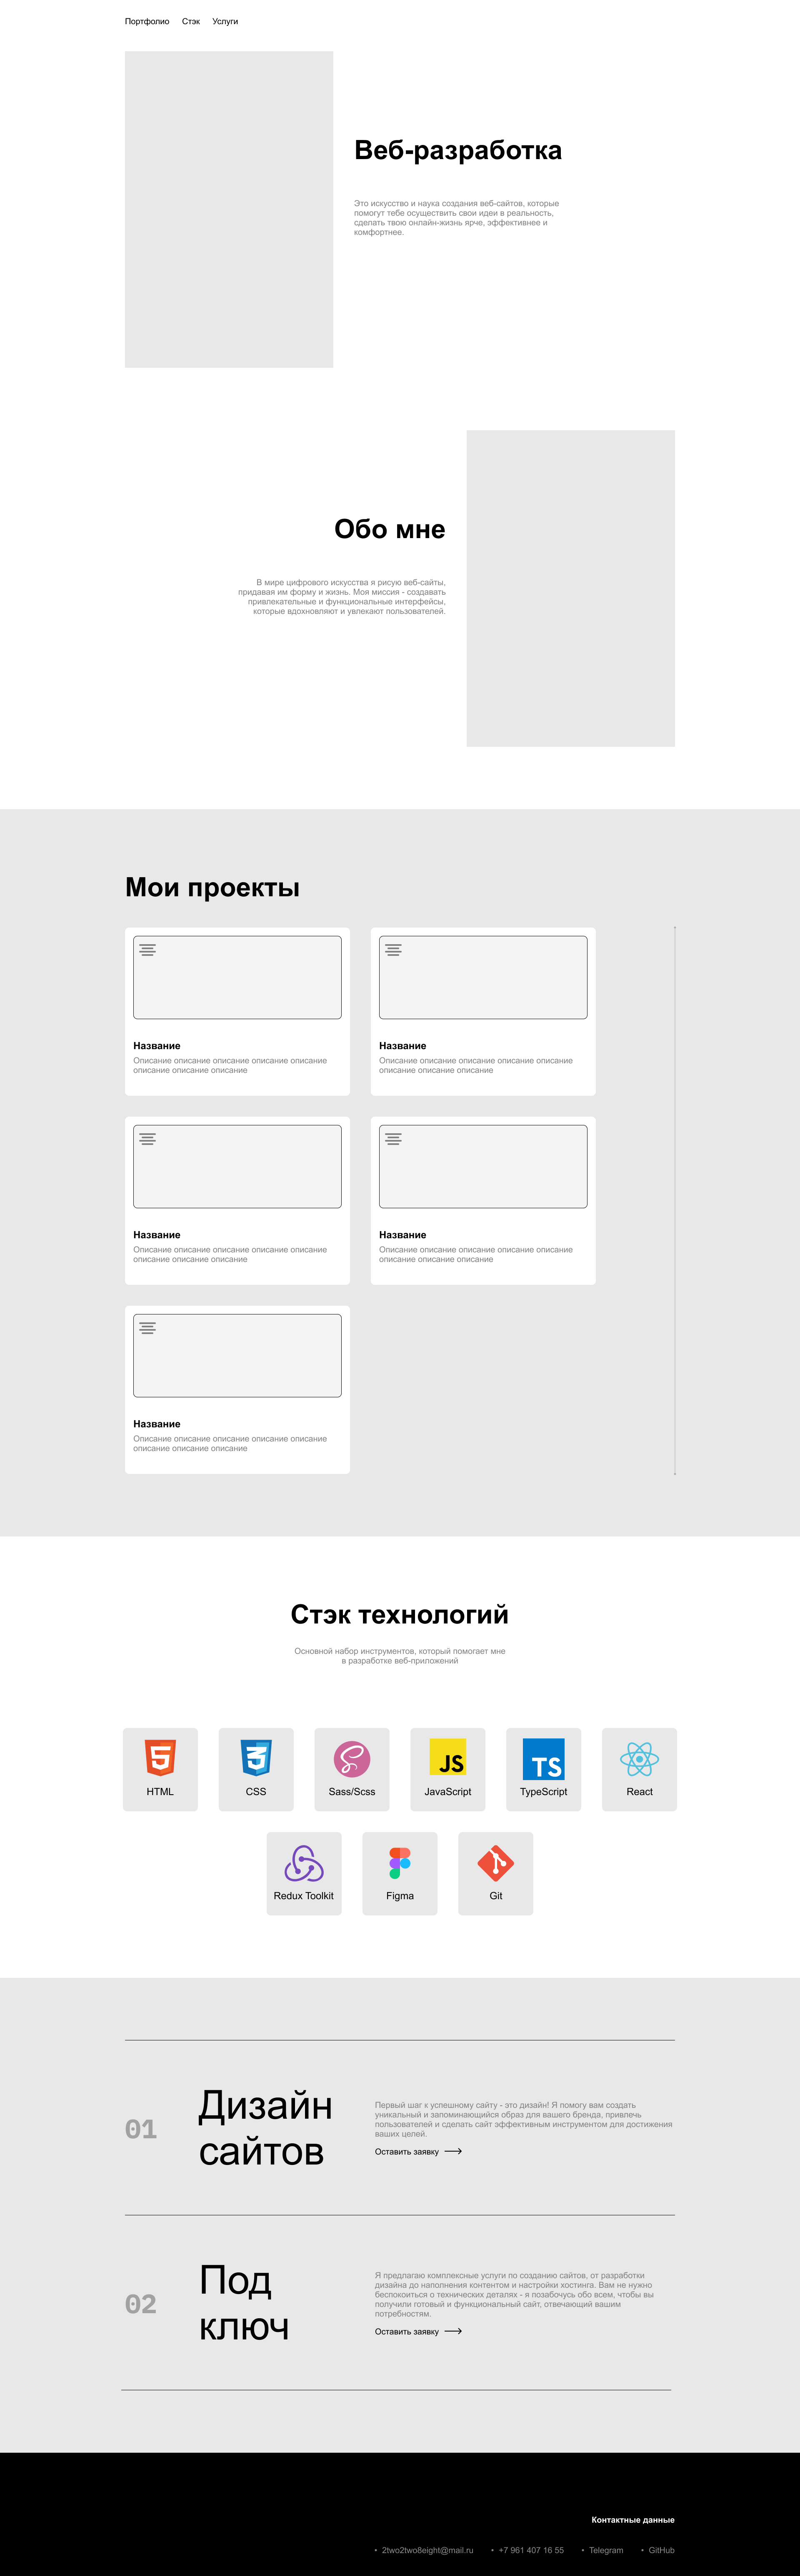 Портфолио Стэк Услуги
Веб-разработка
Это искусство и наука создания веб-сайтов, которые
помогут тебе осуществить свои идеи в реальность,
сделать твою онлайн-жизнь ярче, эффективнее и
комфортнее.
Обо мне
В мире цифрового искусства я рисую веб-сайты,
придавая им форму и жизнь. Моя миссия - создавать
привлекательные и функциональные интерфейсы,
которые вдохновляют и увлекают пользователей.
Мои проекты
Название
Описание описание описание описание описание
описание описание описание
Название
Описание описание описание описание описание
описание описание описание
Название
Описание описание описание описание описание
описание описание описание
Название
Описание описание описание описание описание
описание описание описание
Название
Описание описание описание описание описание
описание описание описание
Стэк технологий
Основной набор инструментов, который помогает мне
в разработке веб-приложений
5 3 JS TS
HTML CSS Sass/Scss JavaScript TypeScript React
Redux Toolkit Figma Git
01
Дизайн
сайтов
Первый шаг к успешному сайту - это дизайн! Я помогу вам создать
уникальный и запоминающийся образ для вашего бренда, привлечь
пользователей и сделать сайт эффективным инструментом для достижения
ваших целей.
Оставить заявку
02
Под
ключ
Я предлагаю комплексные услуги по созданию сайтов, от разработки
дизайна до наполнения контентом и настройки хостинга. Вам не нужно
беспокоиться о технических деталях - я позабочусь обо всем, чтобы вы
получили готовый и функциональный сайт, отвечающий вашим
потребностям.
Оставить заявку
Контактные данные
• 2two2two8eight@mail.ru • +7 961 407 16 55 • Telegram • GitHub